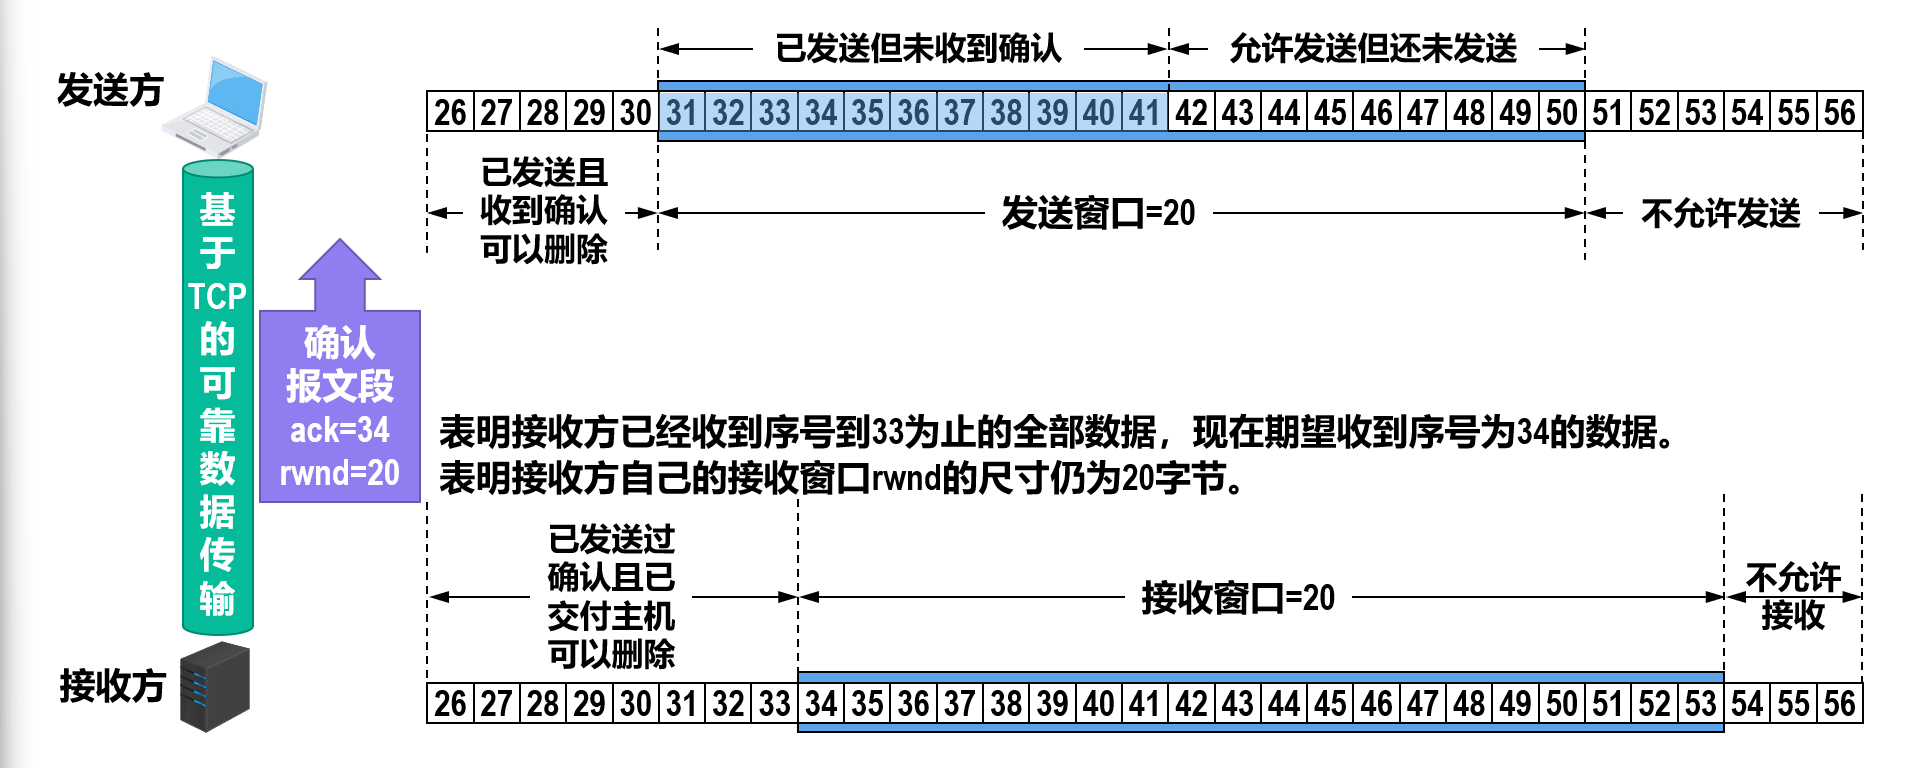 已发送但未收到确认
允许发送但还未发送
发送方
26 27 28 29 30 31 32 33 34 35 36 37 38 39 40 41 42 43 44 45 46 47 48 49 50 51 52 53 54 55 56
已发送且
收到确认
可以删除
发送窗口=20
不允许发送
基
于
TCP
的
可
靠
数
据
传
输
确认
报文段
ack=34
rwnd=20
表明接收方已经收到序号到33为止的全部数据，现在期望收到序号为34的数据。
表明接收方自己的接收窗口rwnd的尺寸仍为20字节。
已发送过
确认且已
交付主机
可以删除
接收窗口=20
不允许
接收
接收方
26 27 28 29 30 31 32 33 34 35 36 37 38 39 40 41 42 43 44 45 46 47 48 49 50 51 52 53 54 55 56